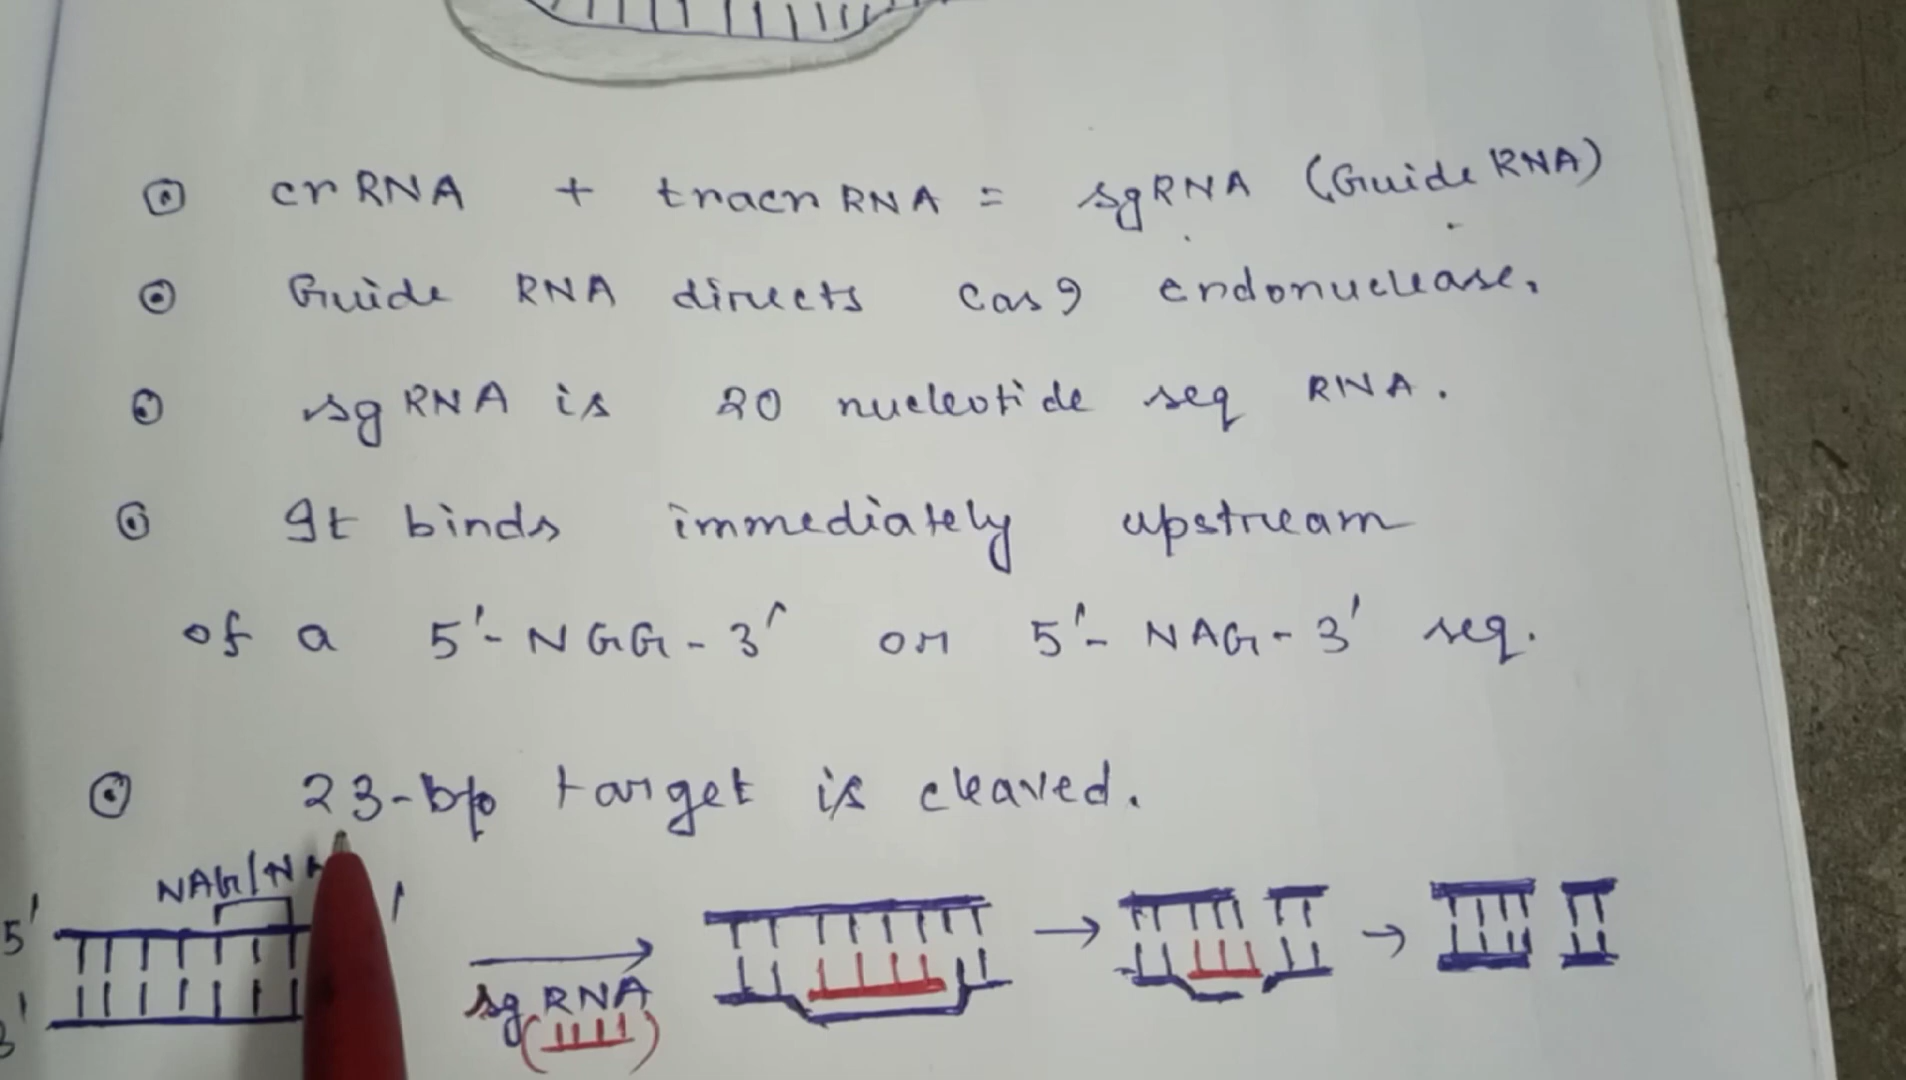 crRNA + tracrRNA = sgRNA (Guide RNA)
Guide RNA directs cas9 endonuclease.
sgRNA is 20 nucleotide seq RNA.
It binds immediately upstream
of a 5'-NGG-3' or 5'-NAG-3' seq.
23-bp target is cleaved.
NAG/N
5' '
3'
sgRNA